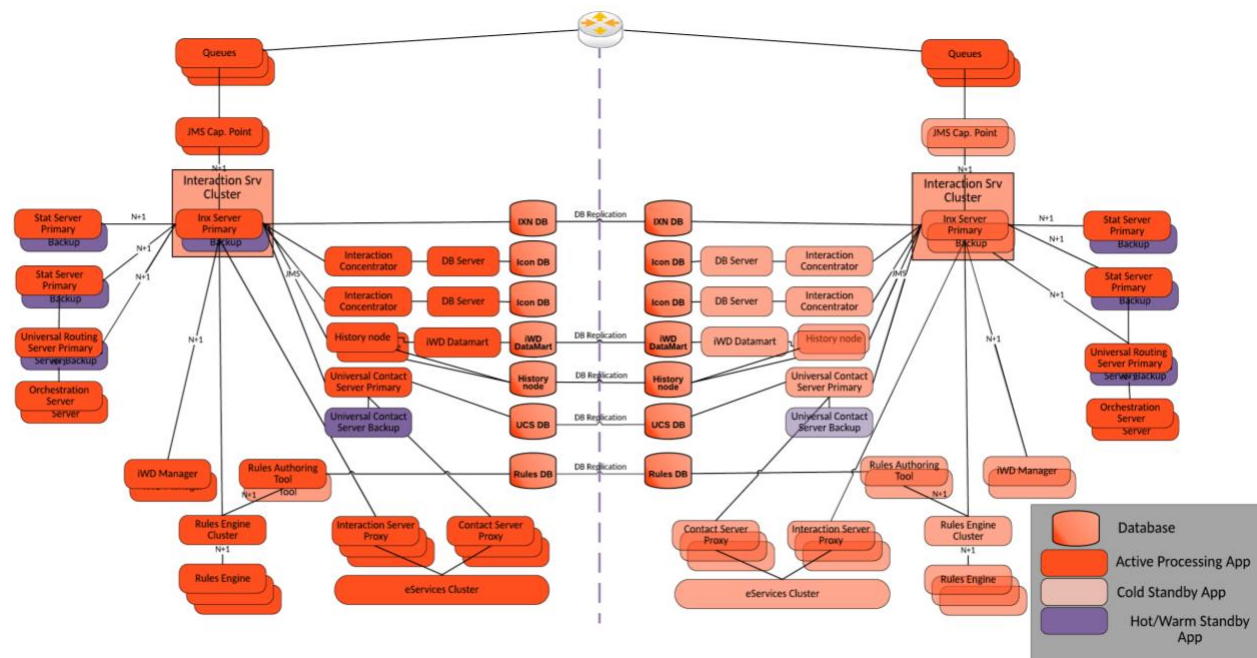 Queues
JMS Cap. Point
N+1
Interaction Srv
Cluster
Inx Server
Primary
Backup
N+1
Stat Server
Primary
Backup
N+1
N+1
Stat Server
Primary
Backup
Universal Routing
Server Primary
Server Backup
Orchestration
Server
Server
N+1
JMS
Interaction
Concentrator
DB Server
Icon DB
Interaction
Concentrator
DB Server
Icon DB
History node
iWD Datamart
iWD
DataMart
History
node
Universal Contact
Server Primary
Universal Contact
Server Backup
IXN DB
UCS DB
Rules DB
iWD Manager
Rules Authoring
Tool
Tool
N+1
Rules Engine
Cluster
N+1
Rules Engine
Interaction Server
Proxy
Contact Server
Proxy
eServices Cluster
DB Replication
DB Replication
DB Replication
DB Replication
DB Replication
Queues
JMS Cap. Point
N+1
Interaction Srv
Cluster
Inx Server
Primary
Backup
N+1
Stat Server
Primary
Backup
N+1
Stat Server
Primary
Backup
N+1
Universal Routing
Server Primary
Server Backup
Orchestration
Server
Server
N+1
JMS
IXN DB
Icon DB
DB Server
Interaction
Concentrator
Icon DB
DB Server
Interaction
Concentrator
iWD
DataMart
iWD Datamart
History node
History
node
Universal Contact
Server Primary
Universal Contact
Server Backup
UCS DB
Rules DB
Rules Authoring
Tool
iWD Manager
N+1
Rules Engine
Cluster
N+1
Rules Engine
Contact Server
Proxy
Interaction Server
Proxy
eServices Cluster
Database
Active Processing App
Cold Standby App
Hot/Warm Standby
App